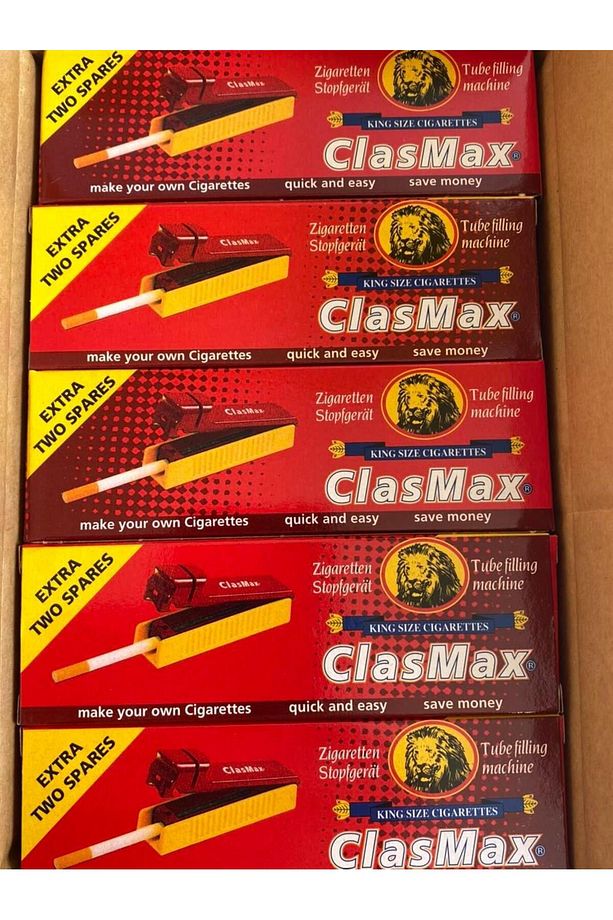 EXTRA
TWO SPARES
ClasMax
Zigaretten
Stopfgerät
Tube filling
machine
KING SIZE CIGARETTES
ClasMax®
make your own Cigarettes quick and easy save money
EXTRA
TWO SPARES
ClasMax
Zigaretten
Stopfgerät
Tube filling
machine
KING SIZE CIGARETTES
ClasMax®
make your own Cigarettes quick and easy save money
EXTRA
TWO SPARES
ClasMax
Zigaretten
Stopfgerät
Tube filling
machine
KING SIZE CIGARETTES
ClasMax®
make your own Cigarettes quick and easy save money
EXTRA
TWO SPARES
ClasMax
Zigaretten
Stopfgerät
Tube filling
machine
KING SIZE CIGARETTES
ClasMax®
make your own Cigarettes quick and easy save money
EXTRA
TWO SPARES
ClasMax
Zigaretten
Stopfgerät
Tube filling
machine
KING SIZE CIGARETTES
ClasMax®